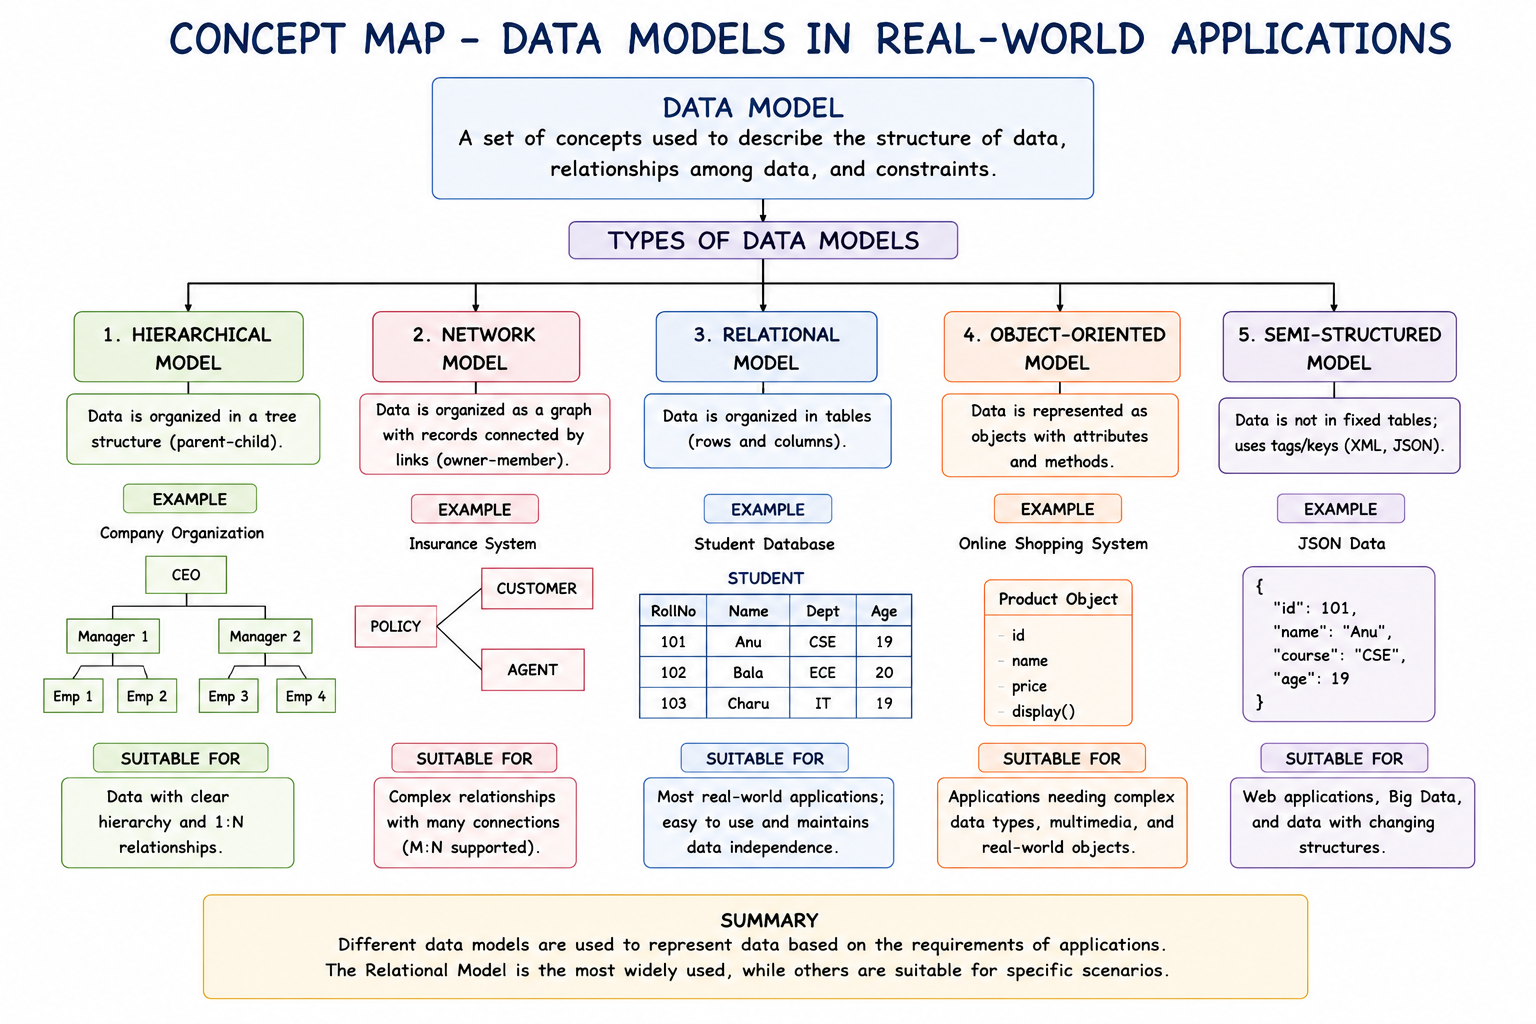 CONCEPT MAP - DATA MODELS IN REAL-WORLD APPLICATIONS
DATA MODEL
A set of concepts used to describe the structure of data,
relationships among data, and constraints.
TYPES OF DATA MODELS
1. HIERARCHICAL
MODEL
Data is organized in a tree
structure (parent-child).
EXAMPLE
Company Organization
CEO
Manager 1
Manager 2
Emp 1
Emp 2
Emp 3
Emp 4
SUITABLE FOR
Data with clear
hierarchy and 1:N
relationships.
2. NETWORK
MODEL
Data is organized as a graph
with records connected by
links (owner-member).
EXAMPLE
Insurance System
POLICY
CUSTOMER
AGENT
SUITABLE FOR
Complex relationships
with many connections
(M:N supported).
3. RELATIONAL
MODEL
Data is organized in tables
(rows and columns).
EXAMPLE
Student Database
STUDENT
RollNo Name Dept Age
101 Anu CSE 19
102 Bala ECE 20
103 Charu IT 19
SUITABLE FOR
Most real-world applications;
easy to use and maintains
data independence.
4. OBJECT-ORIENTED
MODEL
Data is represented as
objects with attributes
and methods.
EXAMPLE
Online Shopping System
Product Object
- id
- name
- price
- display()
SUITABLE FOR
Applications needing complex
data types, multimedia, and
real-world objects.
5. SEMI-STRUCTURED
MODEL
Data is not in fixed tables;
uses tags/keys (XML, JSON).
EXAMPLE
JSON Data
{
"id": 101,
"name": "Anu",
"course": "CSE",
"age": 19
}
SUITABLE FOR
Web applications, Big Data,
and data with changing
structures.
SUMMARY
Different data models are used to represent data based on the requirements of applications.
The Relational Model is the most widely used, while others are suitable for specific scenarios.